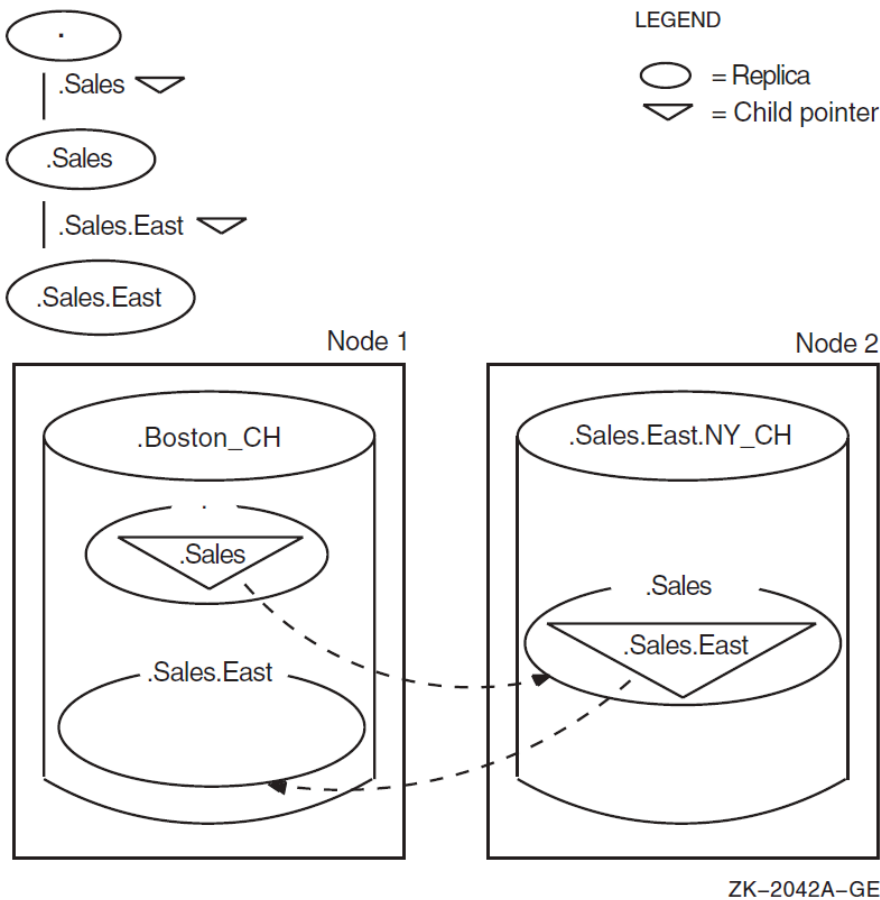 .
LEGEND
.Sales
= Replica
= Child pointer
.Sales
.Sales.East
.Sales.East
Node 1
Node 2
.Boston_CH
.Sales.East.NY_CH
.
.Sales
.Sales
.Sales.East
.Sales.East
ZK–2042A–GE